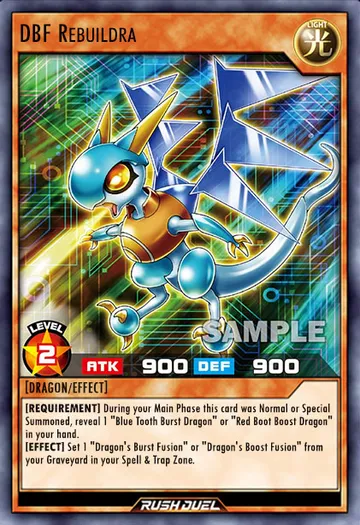 DBF REBUILDRA
LIGHT
光
SAMPLE
LEVEL
2
ATK 900 DEF 900
[DRAGON/EFFECT]
[REQUIREMENT] During your Main Phase this card was Normal or Special
Summoned, reveal 1 "Blue Tooth Burst Dragon" or "Red Boot Boost Dragon"
in your hand.
[EFFECT] Set 1 "Dragon's Burst Fusion" or "Dragon's Boost Fusion" from
your Graveyard in your Spell & Trap Zone.
RUSH DUEL